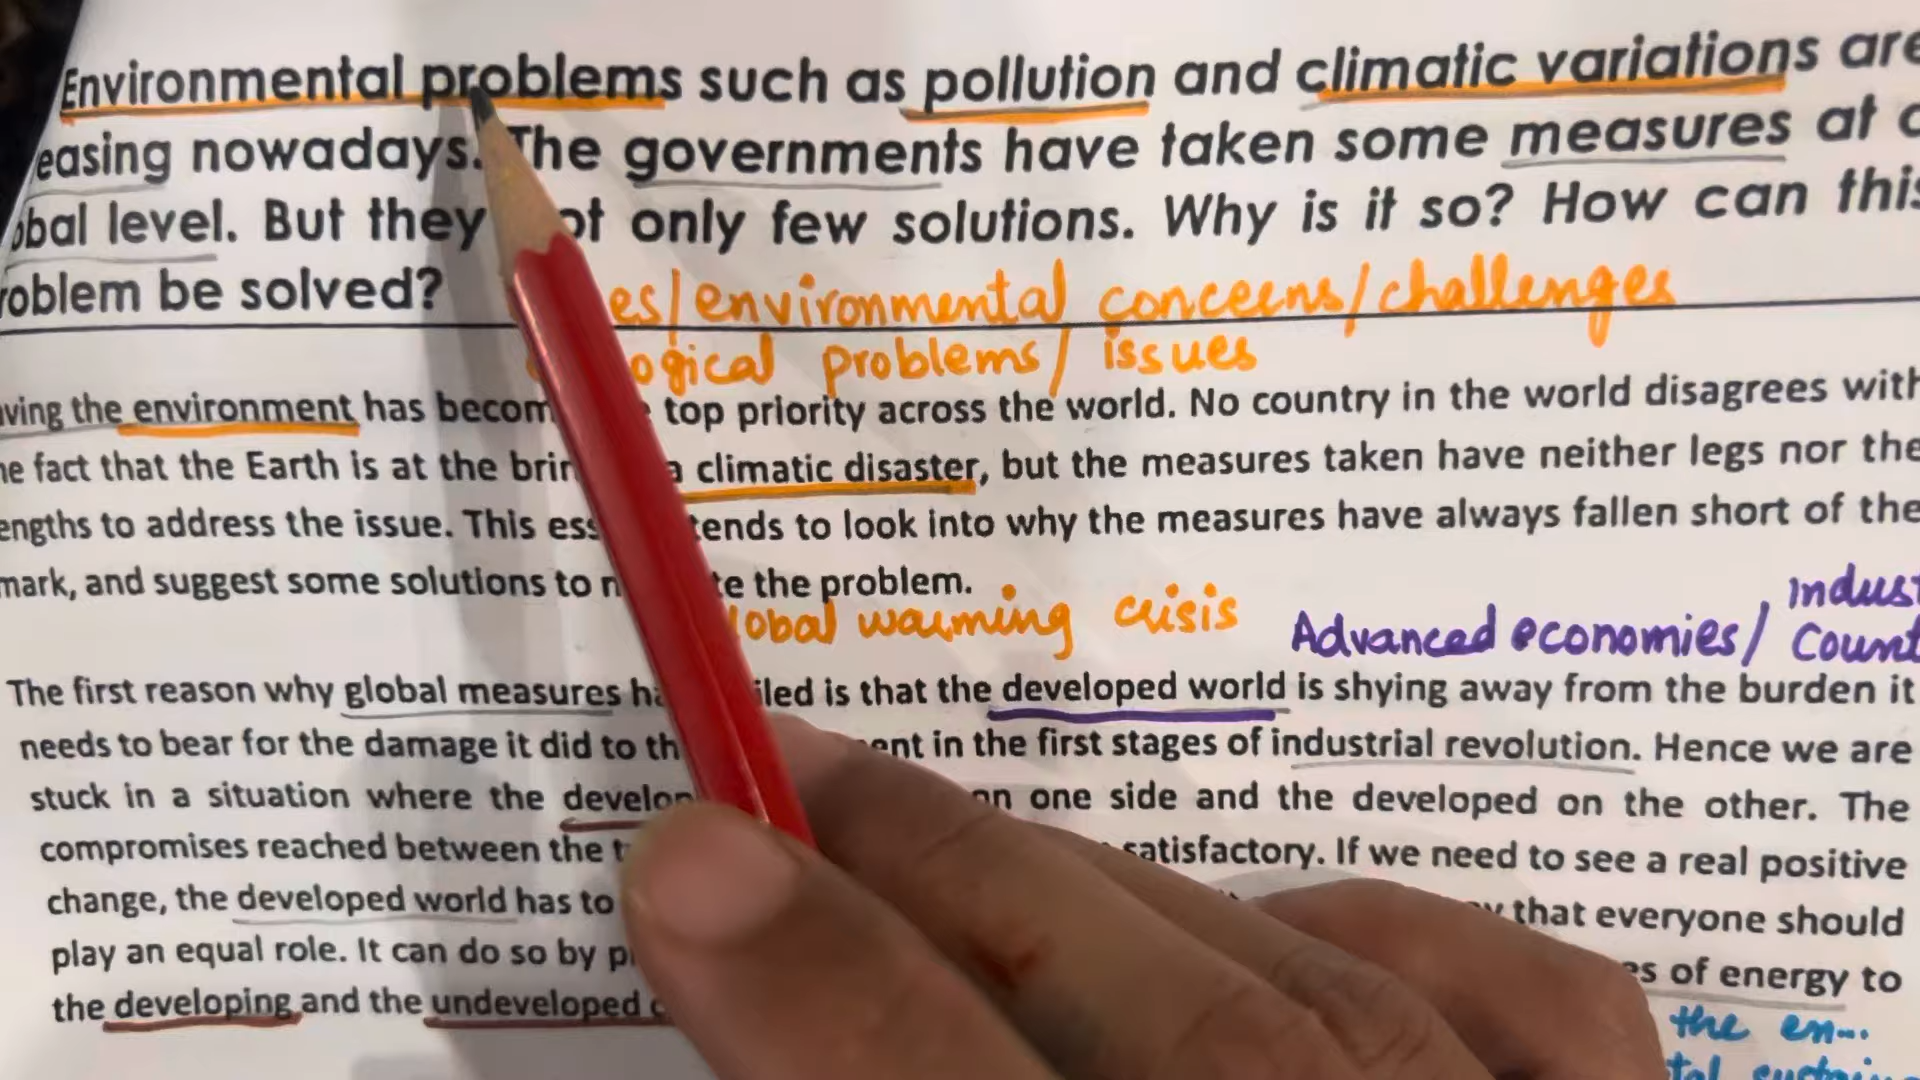 Environmental problems such as pollution and climatic variations are
easing nowadays. The governments have taken some measures at a
obal level. But they ot only few solutions. Why is it so? How can this
roblem be solved?
es/environmental concerns/challenges
ogical problems/ issues
ving the environment has becom top priority across the world. No country in the world disagrees with
he fact that the Earth is at the brin a climatic disaster, but the measures taken have neither legs nor the
engths to address the issue. This ess tends to look into why the measures have always fallen short of the
mark, and suggest some solutions to te the problem.
lobal warming crisis Advanced economies/ Indust
Count
The first reason why global measures ha iled is that the developed world is shying away from the burden it
needs to bear for the damage it did to th ent in the first stages of industrial revolution. Hence we are
stuck in a situation where the develop on one side and the developed on the other. The
compromises reached between the t satisfactory. If we need to see a real positive
change, the developed world has to y that everyone should
play an equal role. It can do so by p es of energy to
the developing and the undeveloped c
the en...
tal sustain